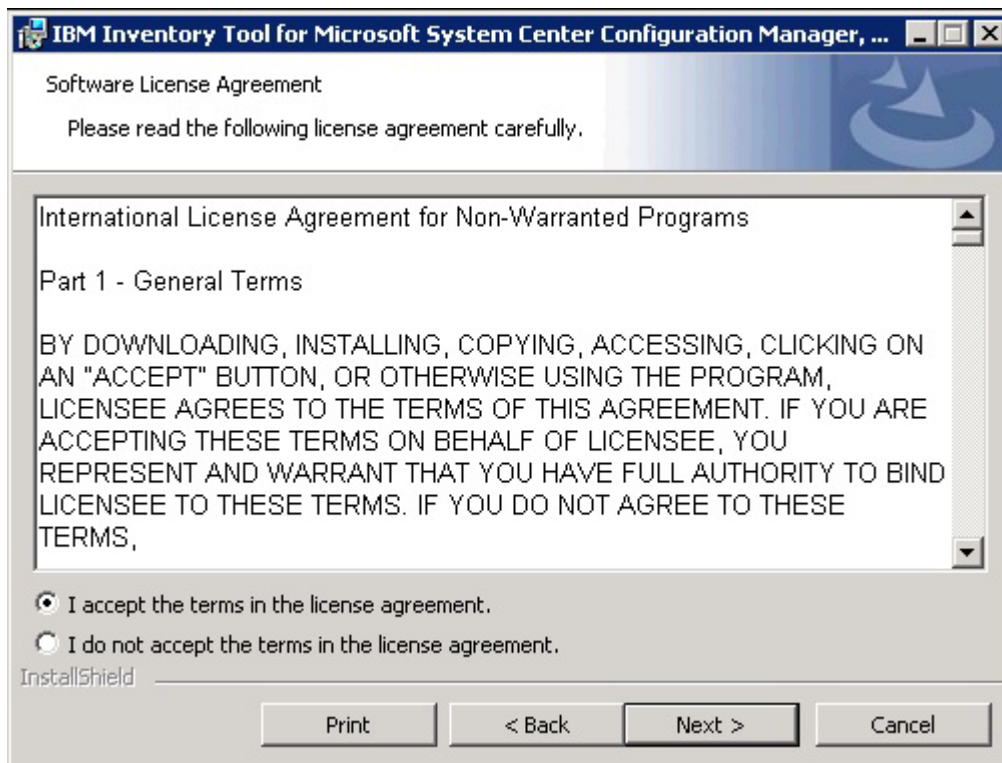 IBM Inventory Tool for Microsoft System Center Configuration Manager, ...
Software License Agreement
Please read the following license agreement carefully.
International License Agreement for Non-Warranted Programs
Part 1 - General Terms
BY DOWNLOADING, INSTALLING, COPYING, ACCESSING, CLICKING ON
AN "ACCEPT" BUTTON, OR OTHERWISE USING THE PROGRAM,
LICENSEE AGREES TO THE TERMS OF THIS AGREEMENT. IF YOU ARE
ACCEPTING THESE TERMS ON BEHALF OF LICENSEE, YOU
REPRESENT AND WARRANT THAT YOU HAVE FULL AUTHORITY TO BIND
LICENSEE TO THESE TERMS. IF YOU DO NOT AGREE TO THESE
TERMS,
I accept the terms in the license agreement.
I do not accept the terms in the license agreement.
InstallShield
Print < Back Next > Cancel